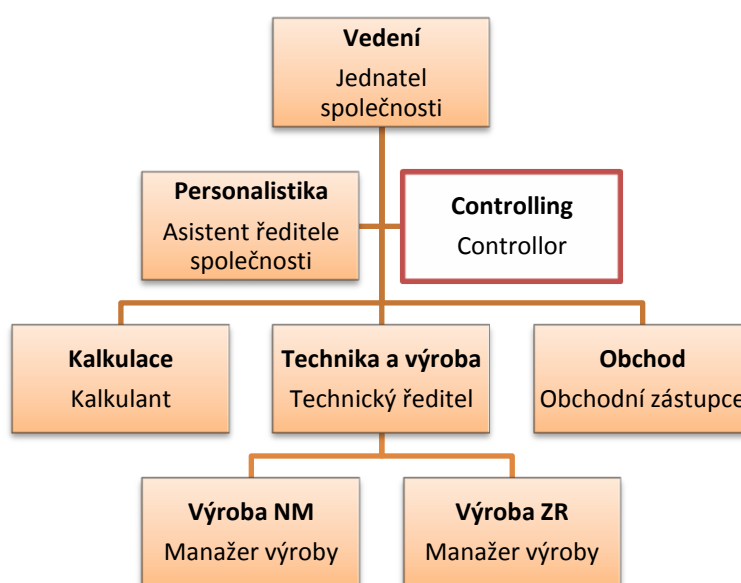 Vedení
Jednatel
společnosti
Personalistika
Asistent ředitele
společnosti
Controlling
Controllor
Kalkulace
Kalkulant
Technika a výroba
Technický ředitel
Obchod
Obchodní zástupce
Výroba NM
Manažer výroby
Výroba ZR
Manažer výroby